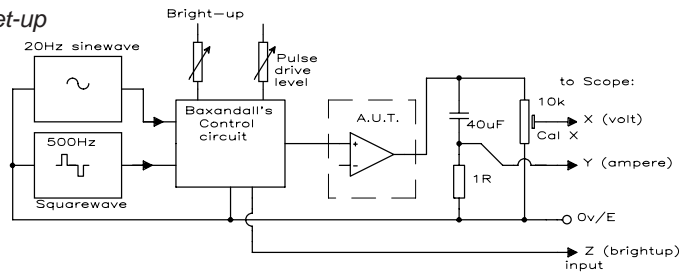 et-up
Bright-up
20Hz sinewave
Pulse
drive
level
to Scope:
Baxandall's
Control
circuit
A.U.T.
10k
X (volt)
40uF
Cal X
500Hz
+
−
Y (ampere)
1R
Squarewave
0v/E
Z (brightup)
input